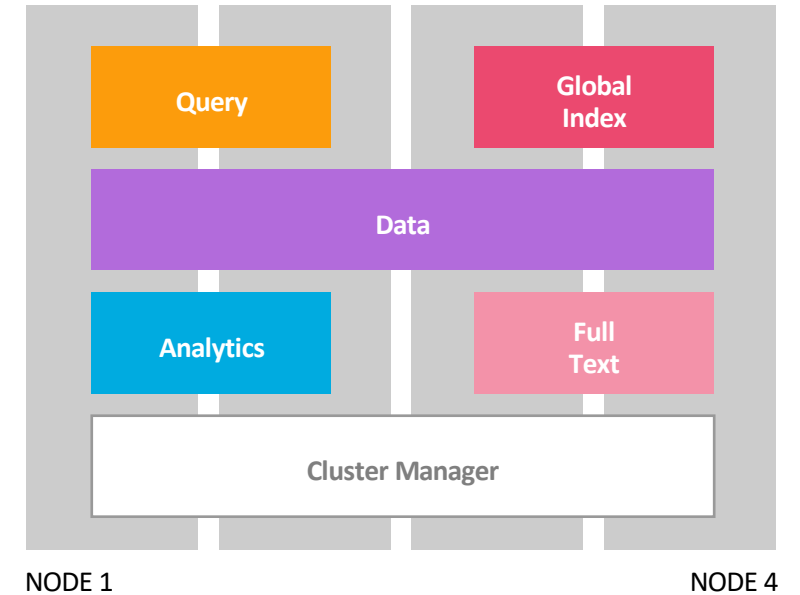 Query
Global
Index
Data
Analytics
Full
Text
Cluster Manager
NODE 1
NODE 4